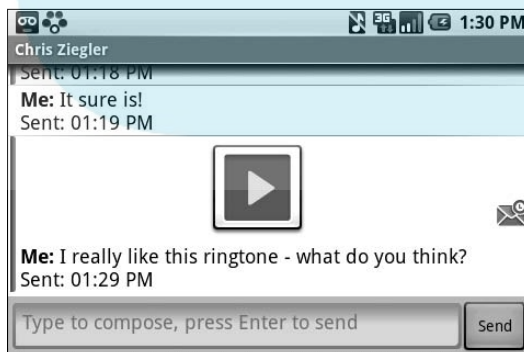 3G 1:30 PM
Chris Ziegler
Sent: 01:18 PM
Me: It sure is!
Sent: 01:19 PM
Me: I really like this ringtone - what do you think?
Sent: 01:29 PM
Type to compose, press Enter to send
Send